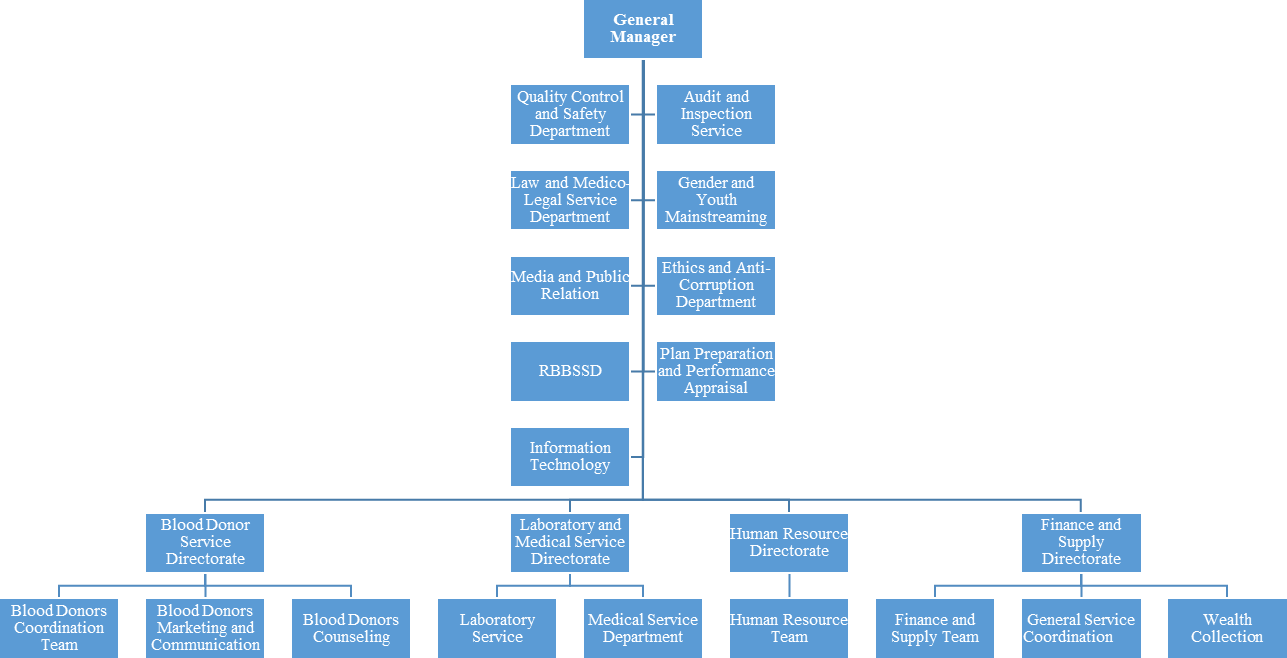 General
Manager
Quality Control
and Safety
Department
Audit and
Inspection
Service
Law and Medico-
Legal Service
Department
Gender and
Youth
Mainstreaming
Media and Public
Relation
Ethics and Anti-
Corruption
Department
RBBSSD
Plan Preparation
and Performance
Appraisal
Information
Technology
Blood Donor
Service
Directorate
Laboratory and
Medical Service
Directorate
Human Resource
Directorate
Finance and
Supply
Directorate
Blood Donors
Coordination
Team
Blood Donors
Marketing and
Communication
Blood Donors
Counseling
Laboratory
Service
Medical Service
Department
Human Resource
Team
Finance and
Supply Team
General Service
Coordination
Wealth
Collection